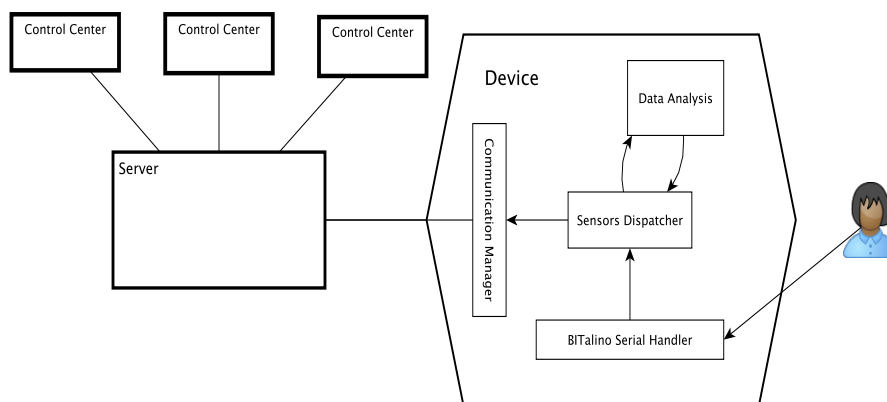 Control Center
Control Center
Control Center
Device
Data Analysis
Server
Communication Manager
Sensors Dispatcher
BITalino Serial Handler